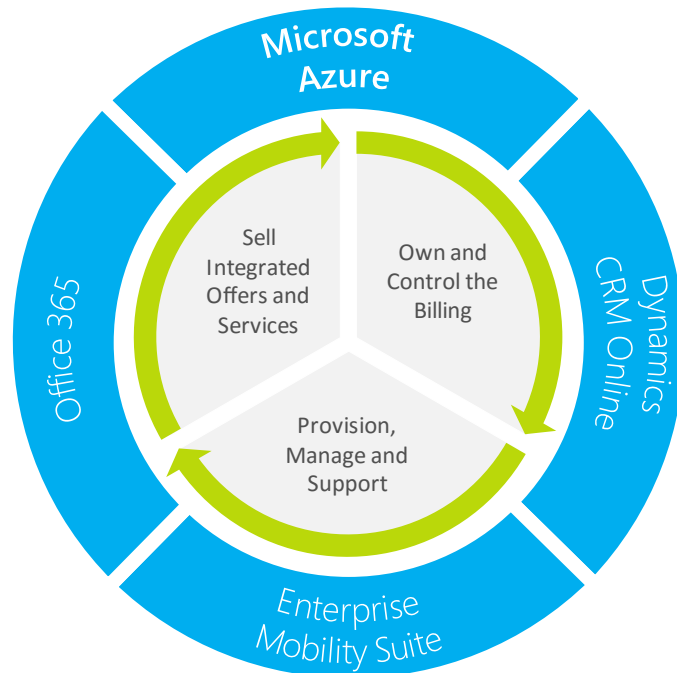 Microsoft
Azure
Sell
Integrated
Offers and
Services
Own and
Control the
Billing
Office 365
Dynamics
CRM Online
Provision,
Manage and
Support
Enterprise
Mobility Suite